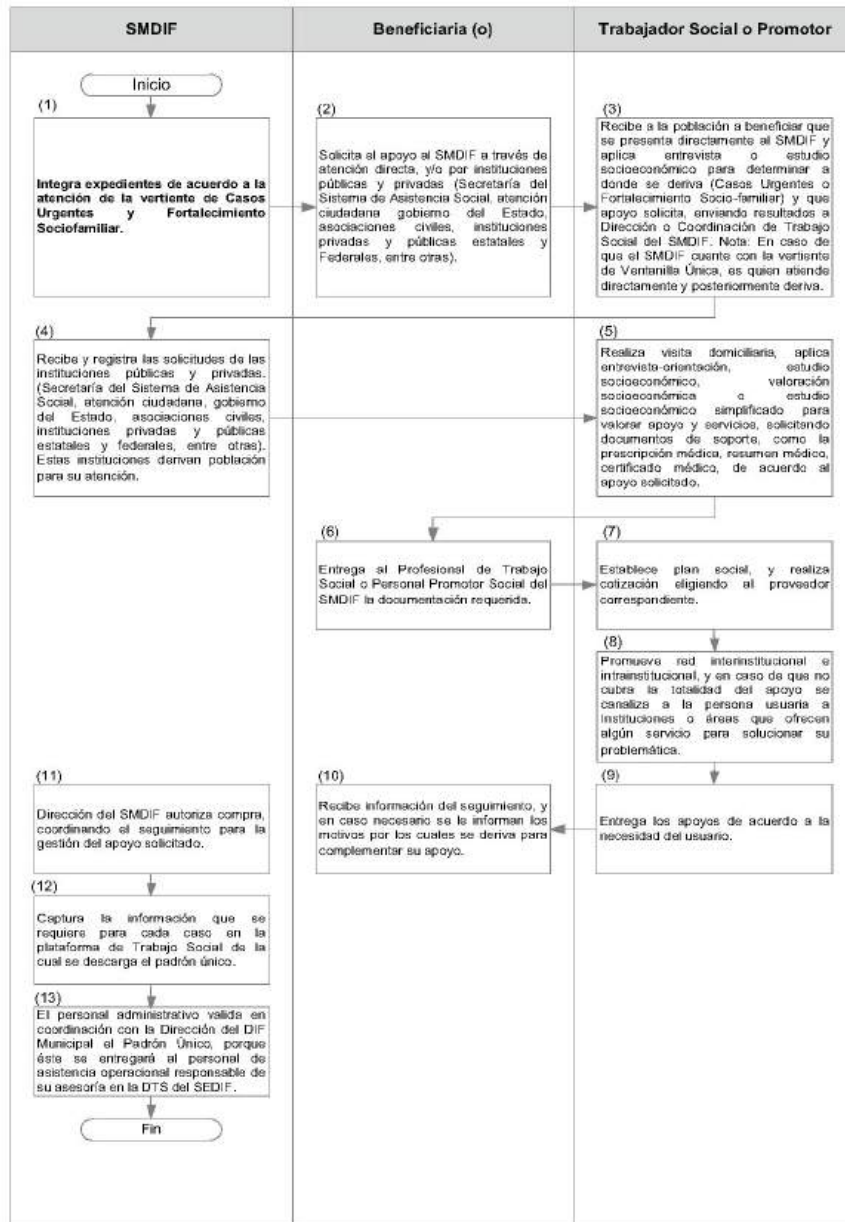 SMDIF
Beneficiaria (o)
Trabajador Social o Promotor
Inicio
(1)
Integra expedientes de acuerdo a la
atención de la vertiente de Casos
Urgentes y Fortalecimiento
Sociofamiliar.
(2)
Solicita el apoyo al SMDIF a través de
atención directa, y/o por instituciones
públicas y privadas (Secretaría del
Sistema de Asistencia Social, atención
ciudadana gobierno del Estado,
asociaciones civiles, instituciones
privadas y públicas estatales y
Federales, entre otras).
(3)
Recibe a la población a beneficiar que
se presenta directamente al SMDIF y
aplica entrevista o estudio
socioeconómico para determinar a
donde se deriva (Casos Urgentes o
Fortalecimiento Socio-familiar) y que
apoyo solicita, enviando resultados a
Dirección o Coordinación de Trabajo
Social del SMDIF. Nota: En caso de
que el SMDIF cuente con la vertiente
de Ventanilla Única, es quien atiende
directamente y posteriormente deriva.
(4)
Recibe y registra las solicitudes de las
instituciones públicas y privadas.
(Secretaría del Sistema de Asistencia
Social, atención ciudadana, gobierno
del Estado, asociaciones civiles,
instituciones privadas y públicas
estatales y federales, entre otras).
Estas instituciones derivan población
para su atención.
(5)
Realiza visita domiciliaria, aplica
entrevista-orientación, estudio
socioeconómico, valoración
socioeconómica o estudio
socioeconómico simplificado para
valorar apoyo y servicios, solicitando
documentos de soporte, como la
prescripción médica, resumen médico,
certificado médico, de acuerdo al
apoyo solicitado.
(6)
Entrega al Profesional de Trabajo
Social o Personal Promotor Social del
SMDIF la documentación requerida.
(7)
Establece plan social, y realiza
cotización eligiendo al proveedor
correspondiente.
(8)
Promueve red interinstitucional e
intrainstitucional, y en caso de que no
cubra la totalidad del apoyo se
canaliza a la persona usuaria a
Instituciones o áreas que ofrecen
algún servicio para solucionar su
problemática.
(11)
Dirección del SMDIF autoriza compra,
coordinando el seguimiento para la
gestión del apoyo solicitado.
(10)
Recibe información del seguimiento, y
en caso necesario se le informan los
motivos por los cuales se deriva para
complementar su apoyo.
(9)
Entrega los apoyos de acuerdo a la
necesidad del usuario.
(12)
Captura la información que se
requiere para cada caso en la
plataforma de Trabajo Social de la
cual se descarga el padrón único.
(13)
El personal administrativo valida en
coordinación con la Dirección del DIF
Municipal el Padrón Único, porque
éste se entregará al personal de
asistencia operacional responsable de
su asesoría en la DTS del SEDIF.
Fin